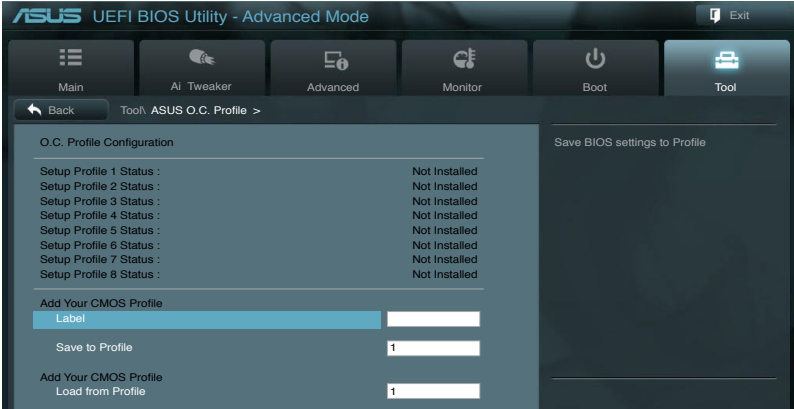 ASUS UEFI BIOS Utility - Advanced Mode
Exit
Main
Ai Tweaker
Advanced
Monitor
Boot
Tool
Back
Tool\ ASUS O.C. Profile >
O.C. Profile Configuration
Save BIOS settings to Profile
Setup Profile 1 Status : Not Installed
Setup Profile 2 Status : Not Installed
Setup Profile 3 Status : Not Installed
Setup Profile 4 Status : Not Installed
Setup Profile 5 Status : Not Installed
Setup Profile 6 Status : Not Installed
Setup Profile 7 Status : Not Installed
Setup Profile 8 Status : Not Installed
Add Your CMOS Profile
Label
Save to Profile 1
Add Your CMOS Profile
Load from Profile 1